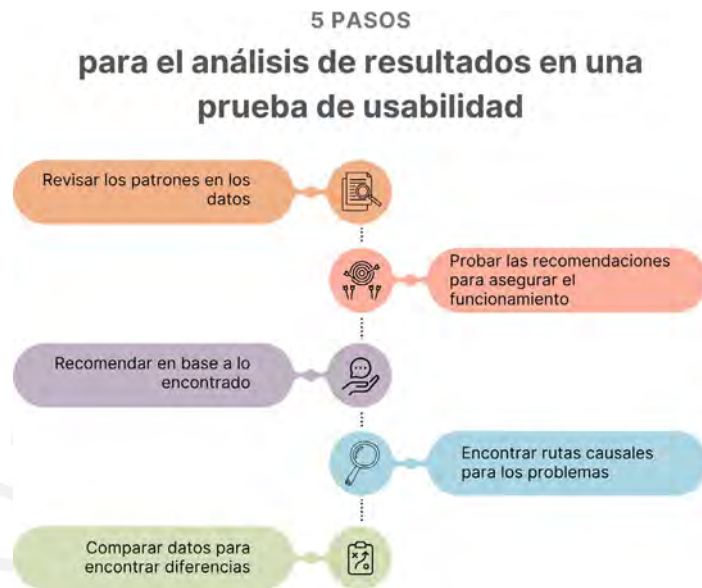 5 PASOS
para el análisis de resultados en una
prueba de usabilidad
Revisar los patrones en los
datos
Probar las recomendaciones
para asegurar el
funcionamiento
Recomendar en base a lo
encontrado
Encontrar rutas causales
para los problemas
Comparar datos para
encontrar diferencias